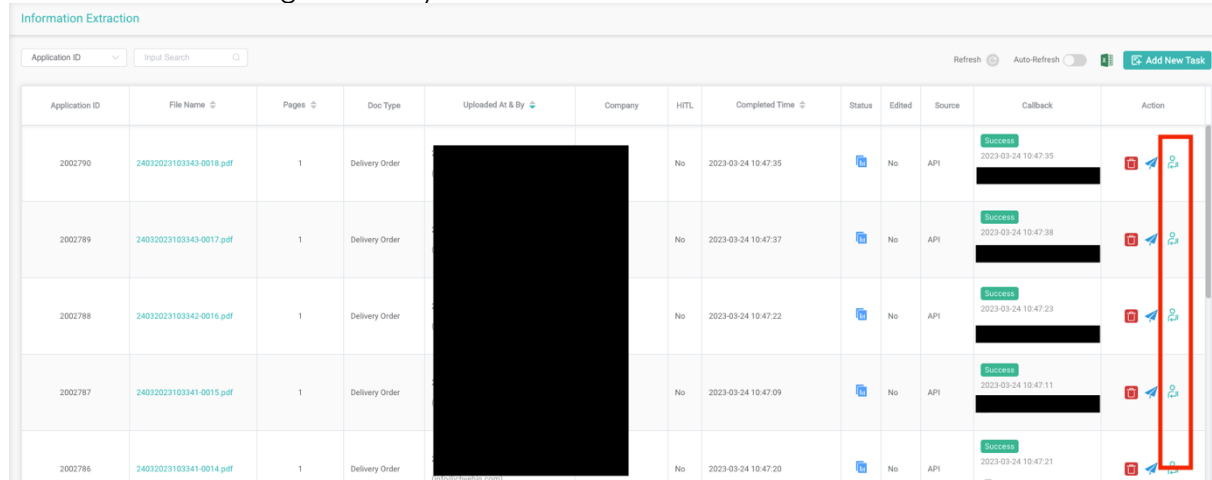 Information Extraction
Application ID Input Search Refresh Auto-Refresh Add New Task
Application ID File Name Pages Doc Type Uploaded At & By Company HITL Completed Time Status Edited Source Callback Action
Success
2002790 24032023103343-0018.pdf 1 Delivery Order No 2023-03-24 10:47:35 No API 2023-03-24 10:47:35
Success
2002789 24032023103343-0017.pdf 1 Delivery Order No 2023-03-24 10:47:37 No API 2023-03-24 10:47:38
Success
2002788 24032023103342-0016.pdf 1 Delivery Order No 2023-03-24 10:47:22 No API 2023-03-24 10:47:23
Success
2002787 24032023103341-0015.pdf 1 Delivery Order No 2023-03-24 10:47:09 No API 2023-03-24 10:47:11
Success
2002786 24032023103341-0014.pdf 1 Delivery Order No 2023-03-24 10:47:20 No API 2023-03-24 10:47:21